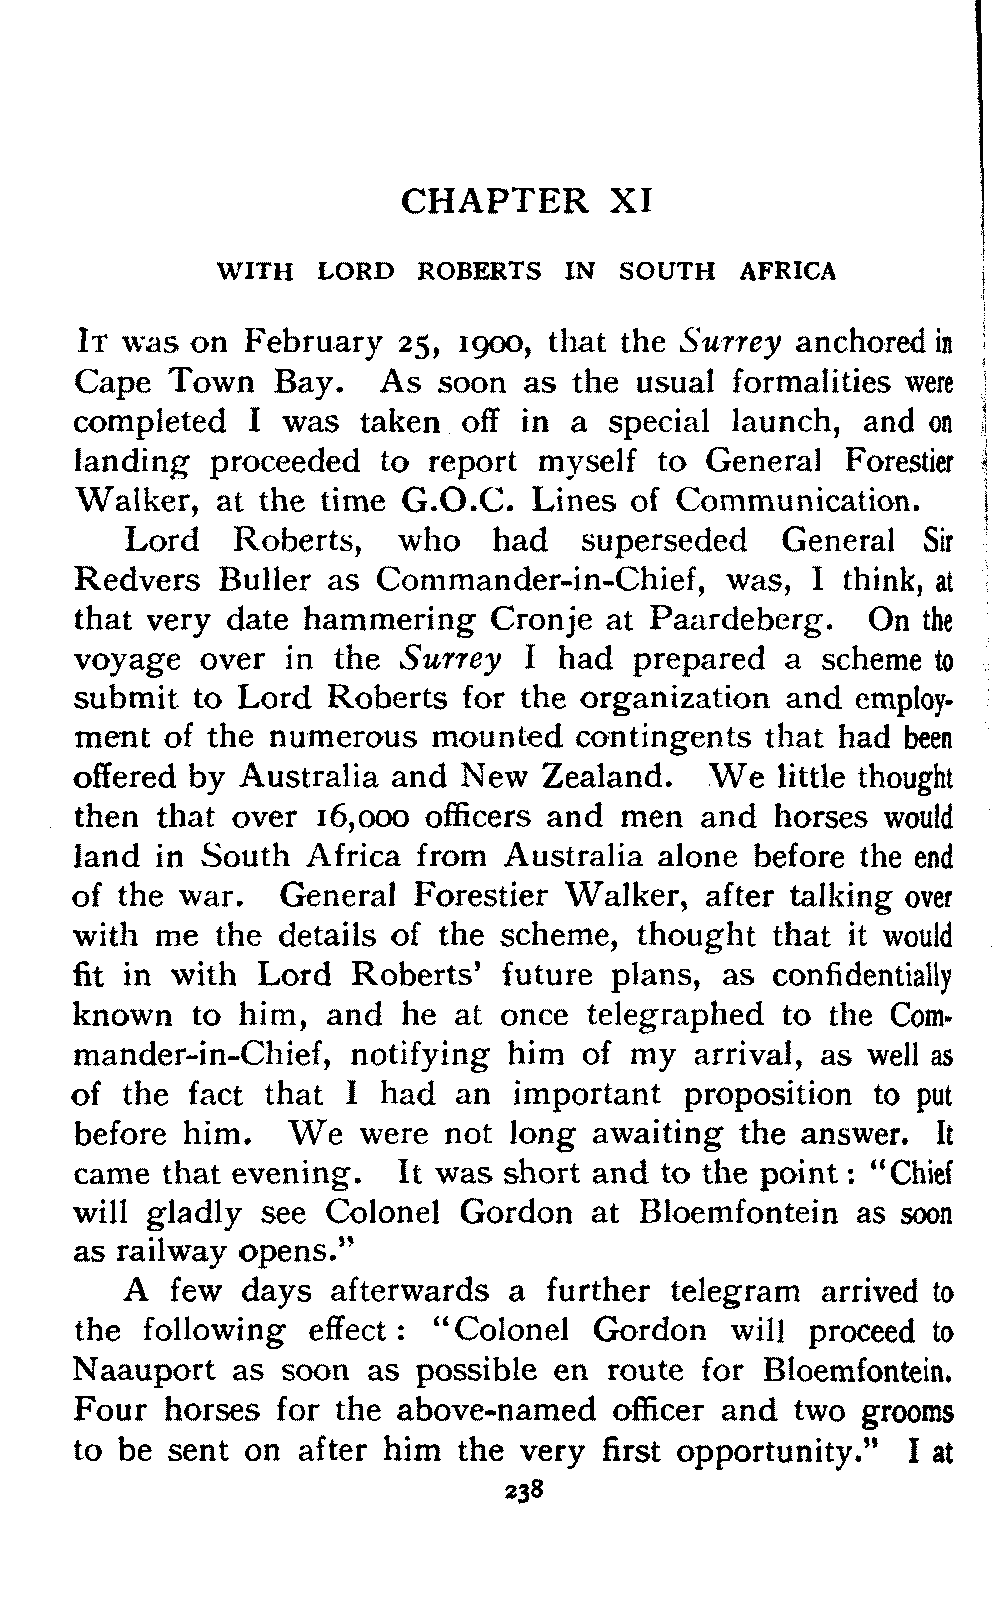 CHAPTER XI
WITH LORD ROBERTS IN SOUTH AFRICA
IT was on February 25, 1900, that the Surrey anchored in
Cape Town Bay. As soon as the usual formalities were
completed I was taken off in a special launch, and on
landing proceeded to report myself to General Forestier
Walker, at the time G.O.C. Lines of Communication.
Lord Roberts, who had superseded General Sir
Redvers Buller as Commander-in-Chief, was, I think, at
that very date hammering Cronje at Paardeberg. On the
voyage over in the Surrey I had prepared a scheme to
submit to Lord Roberts for the organization and employ-
ment of the numerous mounted contingents that had been
offered by Australia and New Zealand. We little thought
then that over 16,000 officers and men and horses would
land in South Africa from Australia alone before the end
of the war. General Forestier Walker, after talking over
with me the details of the scheme, thought that it would
fit in with Lord Roberts' future plans, as confidentially
known to him, and he at once telegraphed to the Com-
mander-in-Chief, notifying him of my arrival, as well as
of the fact that I had an important proposition to put
before him. We were not long awaiting the answer. It
came that evening. It was short and to the point: "Chief
will gladly see Colonel Gordon at Bloemfontein as soon
as railway opens."
A few days afterwards a further telegram arrived to
the following effect: "Colonel Gordon will proceed to
Naauport as soon as possible en route for Bloemfontein.
Four horses for the above-named officer and two grooms
to be sent on after him the very first opportunity." I at
238